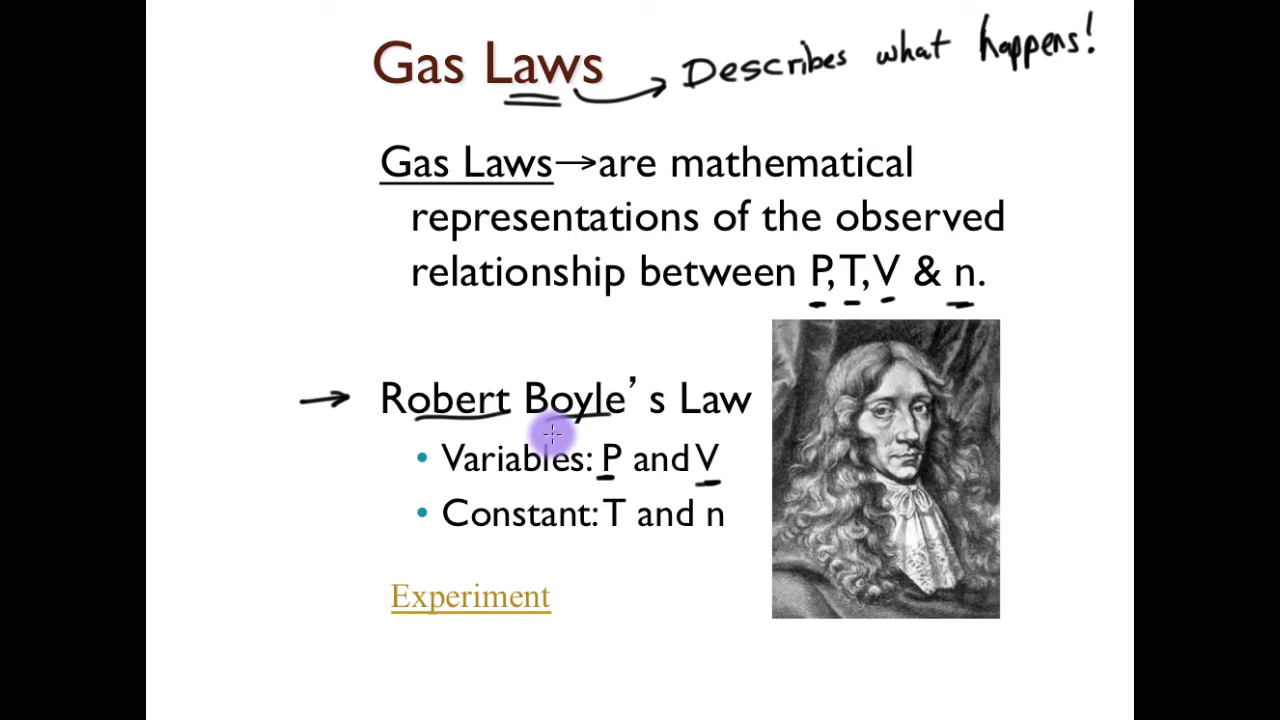 Gas Laws → Describes what happens!
Gas Laws→are mathematical
representations of the observed
relationship between P, T, V & n.
→ Robert Boyle’s Law
• Variables: P and V
• Constant: T and n
Experiment